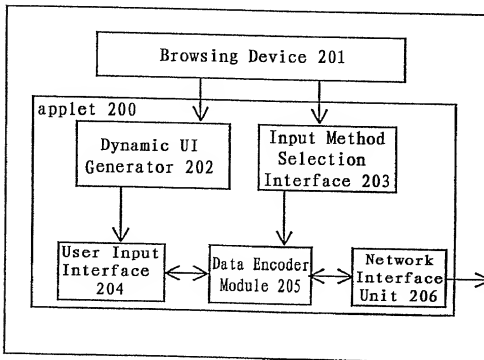 Browsing Device 201
applet 200
Dynamic UI
Generator 202
Input Method
Selection
Interface 203
User Input
Interface
204
Data Encoder
Module 205
Network
Interface
Unit 206